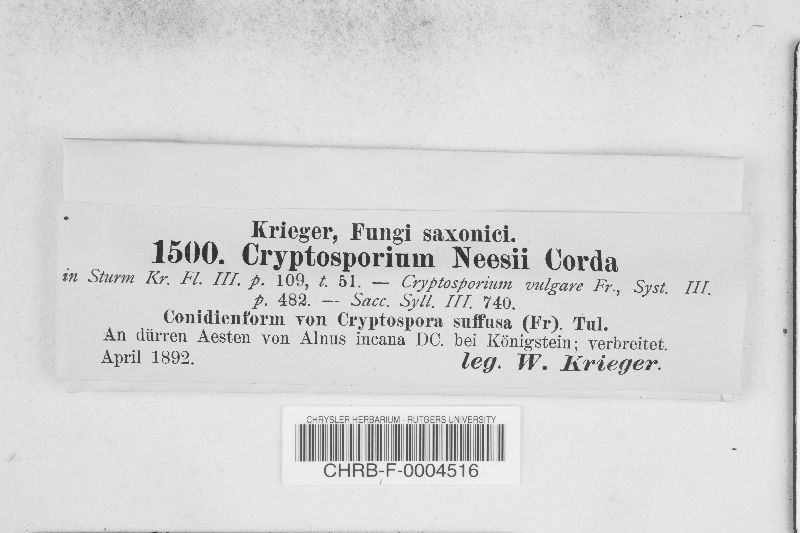 Krieger, Fungi saxonici.
1500. Cryptosporium Neesii Corda
in Sturm Kr. Fl. III. p. 109, t. 51. — Cryptosporium vulgare Fr., Syst. III.
p. 482. — Sacc. Syll. III. 740.
Conidienform von Cryptospora suffusa (Fr). Tul.
An dürren Aesten von Alnus incana DC. bei Königstein; verbreitet.
April 1892. leg. W. Krieger.
CHRYSLER HERBARIUM - RUTGERS UNIVERSITY
CHRB-F-0004516